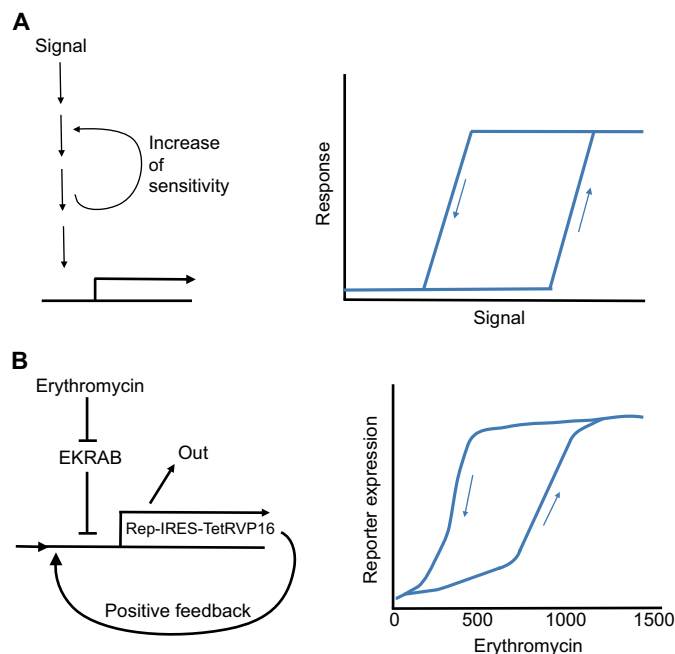 A
Signal
Increase
of
sensitivity
Response
Signal
B
Erythromycin
EKRAB
Out
Rep-IRES-TetRVP16
Positive feedback
Reporter expression
0
500
1000
1500
Erythromycin